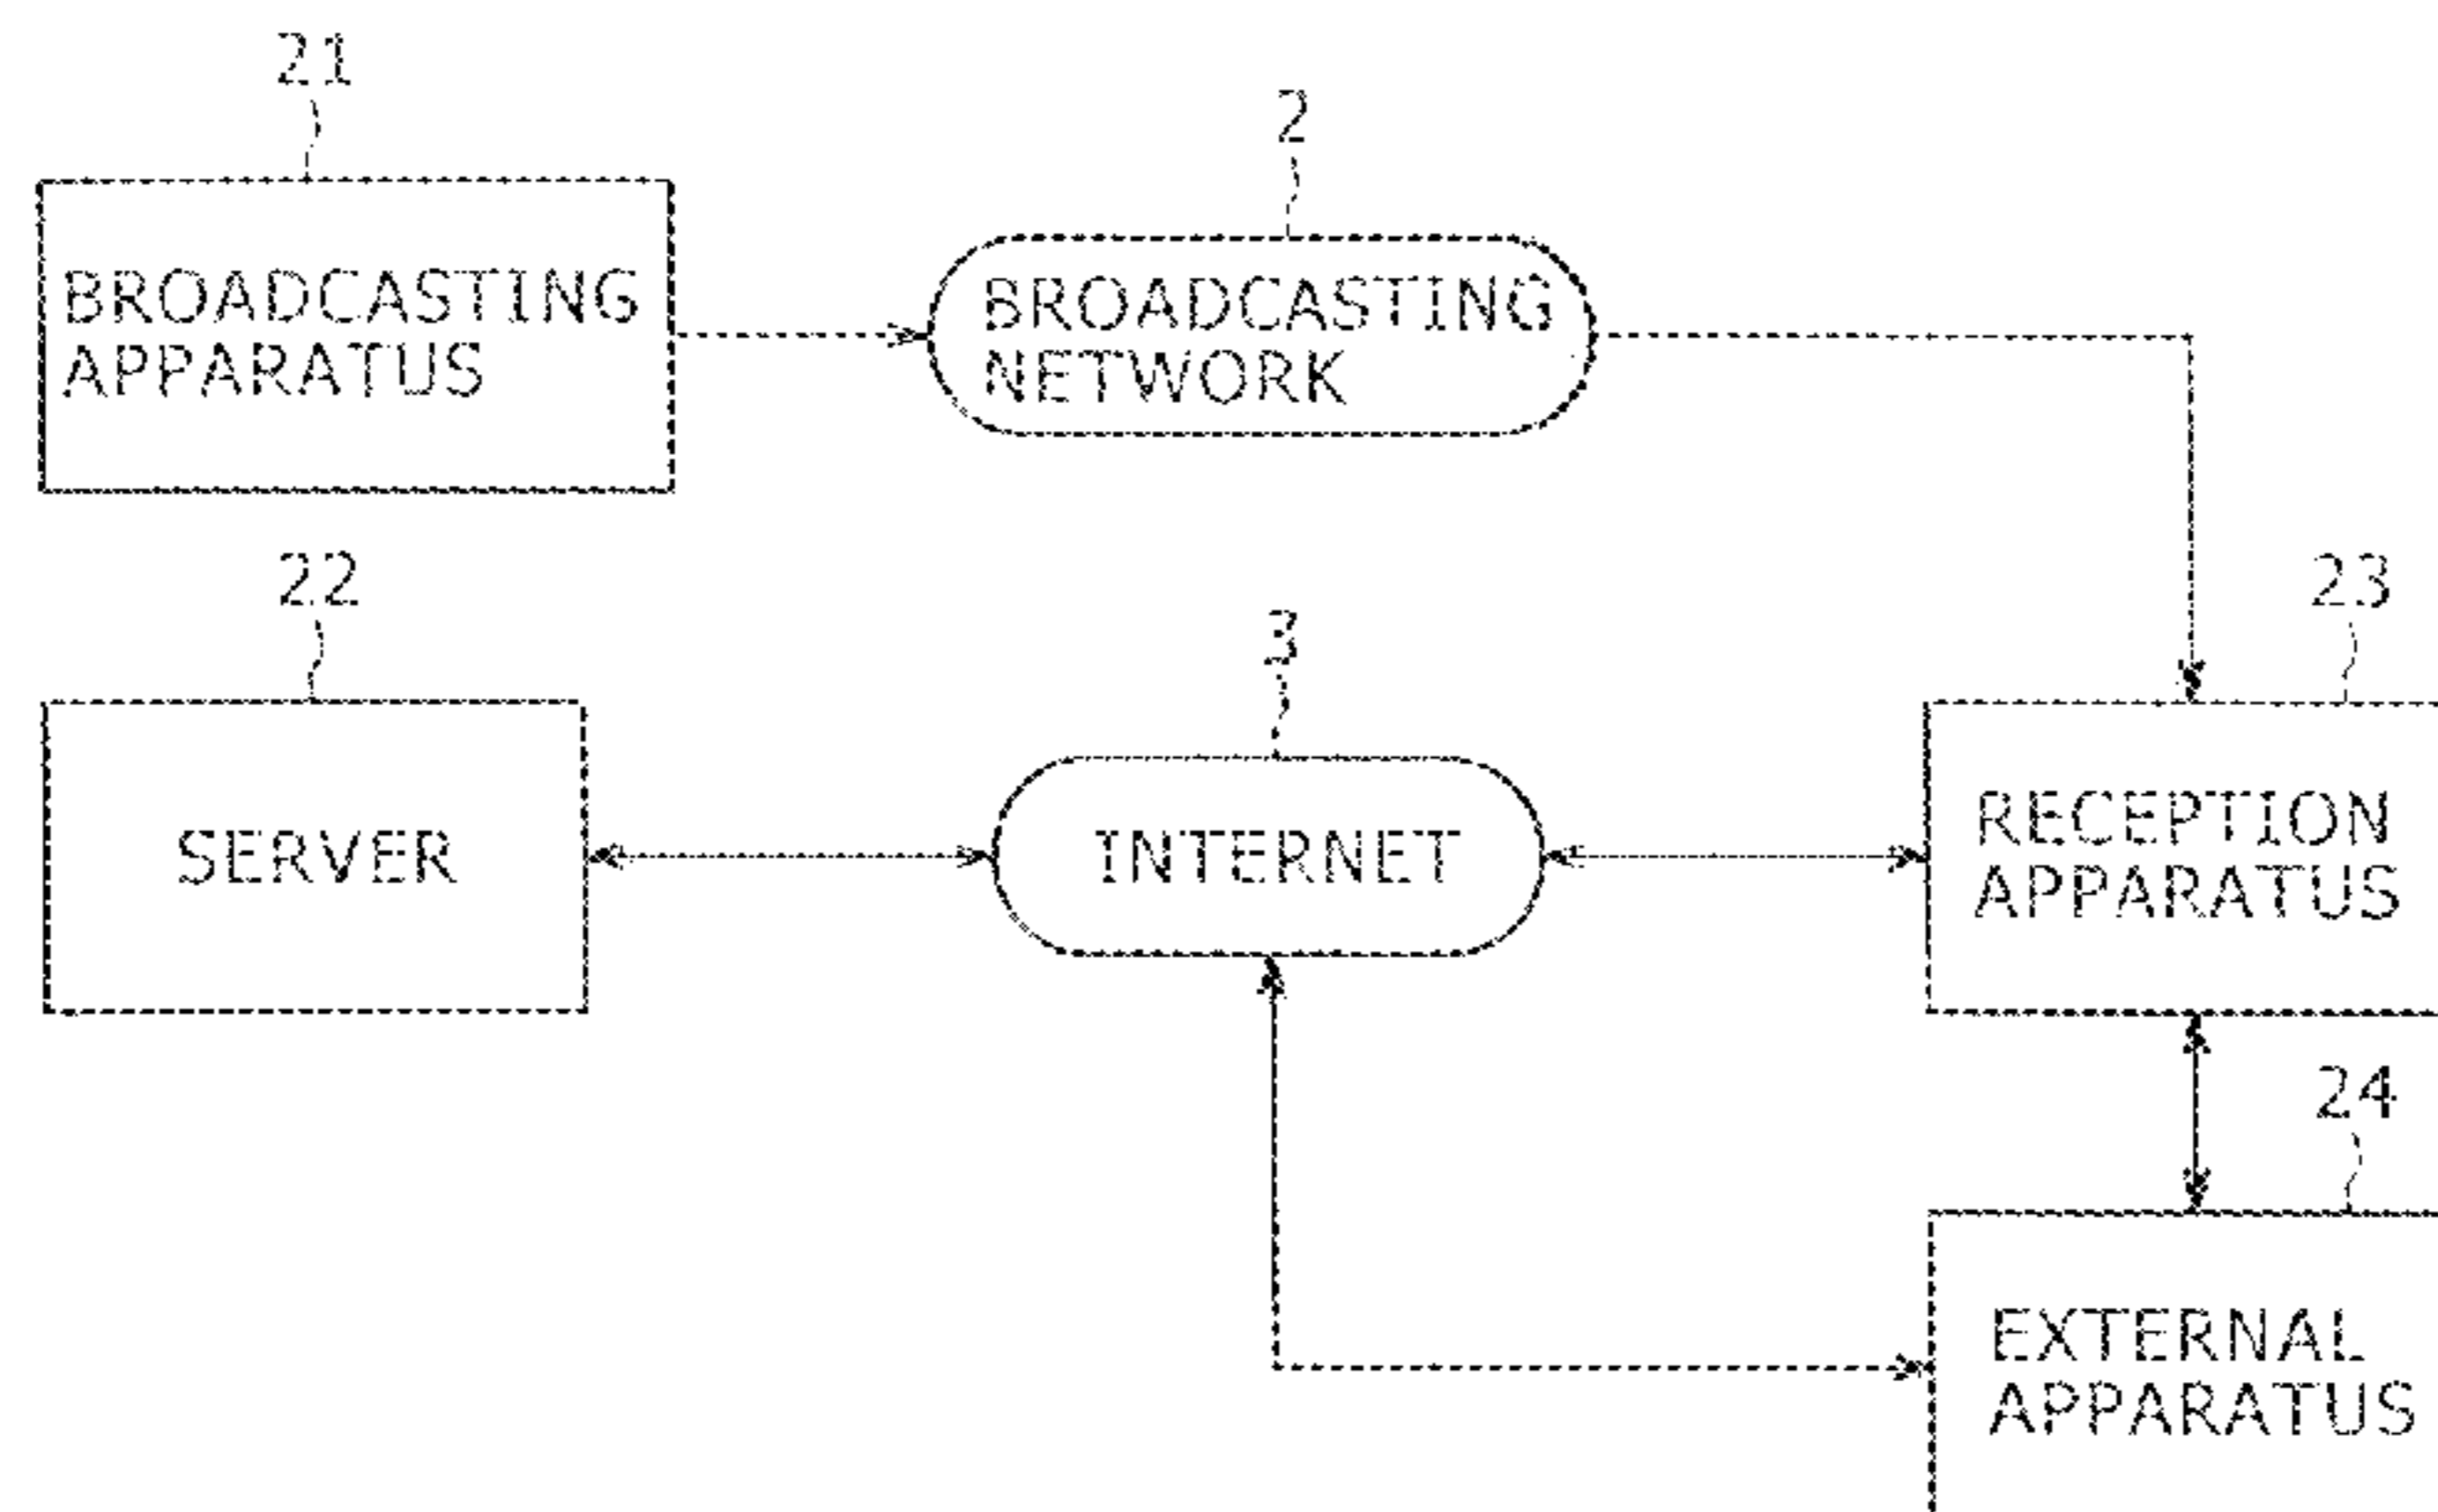 21
2
BROADCASTING
APPARATUS
BROADCASTING
NETWORK
22
3
23
SERVER
INTERNET
RECEPTION
APPARATUS
24
EXTERNAL
APPARATUS